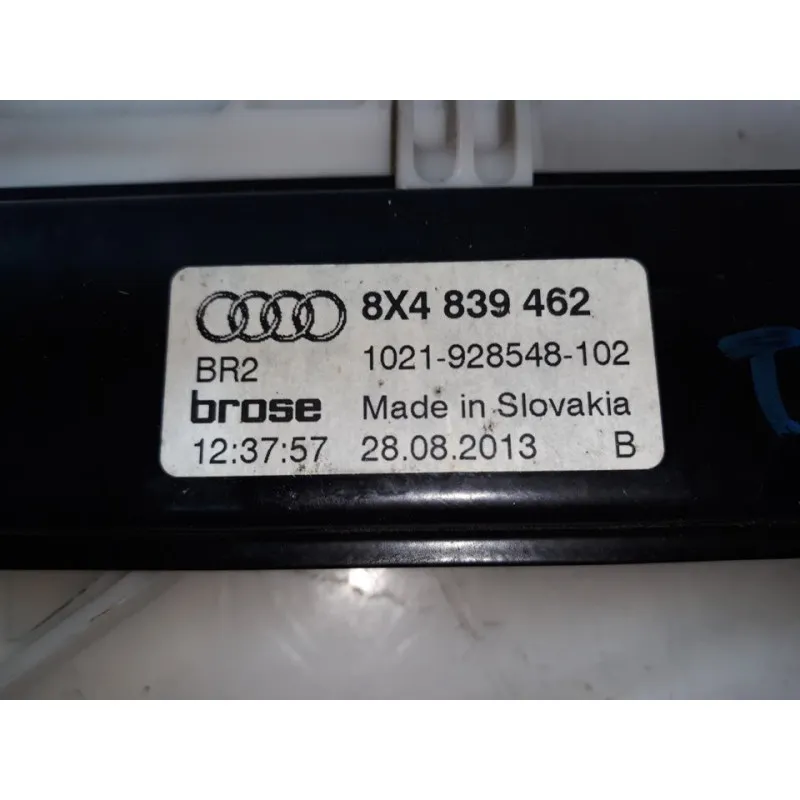 8X4 839 462
BR2 1021-928548-102
brose Made in Slovakia
12:37:57 28.08.2013 B